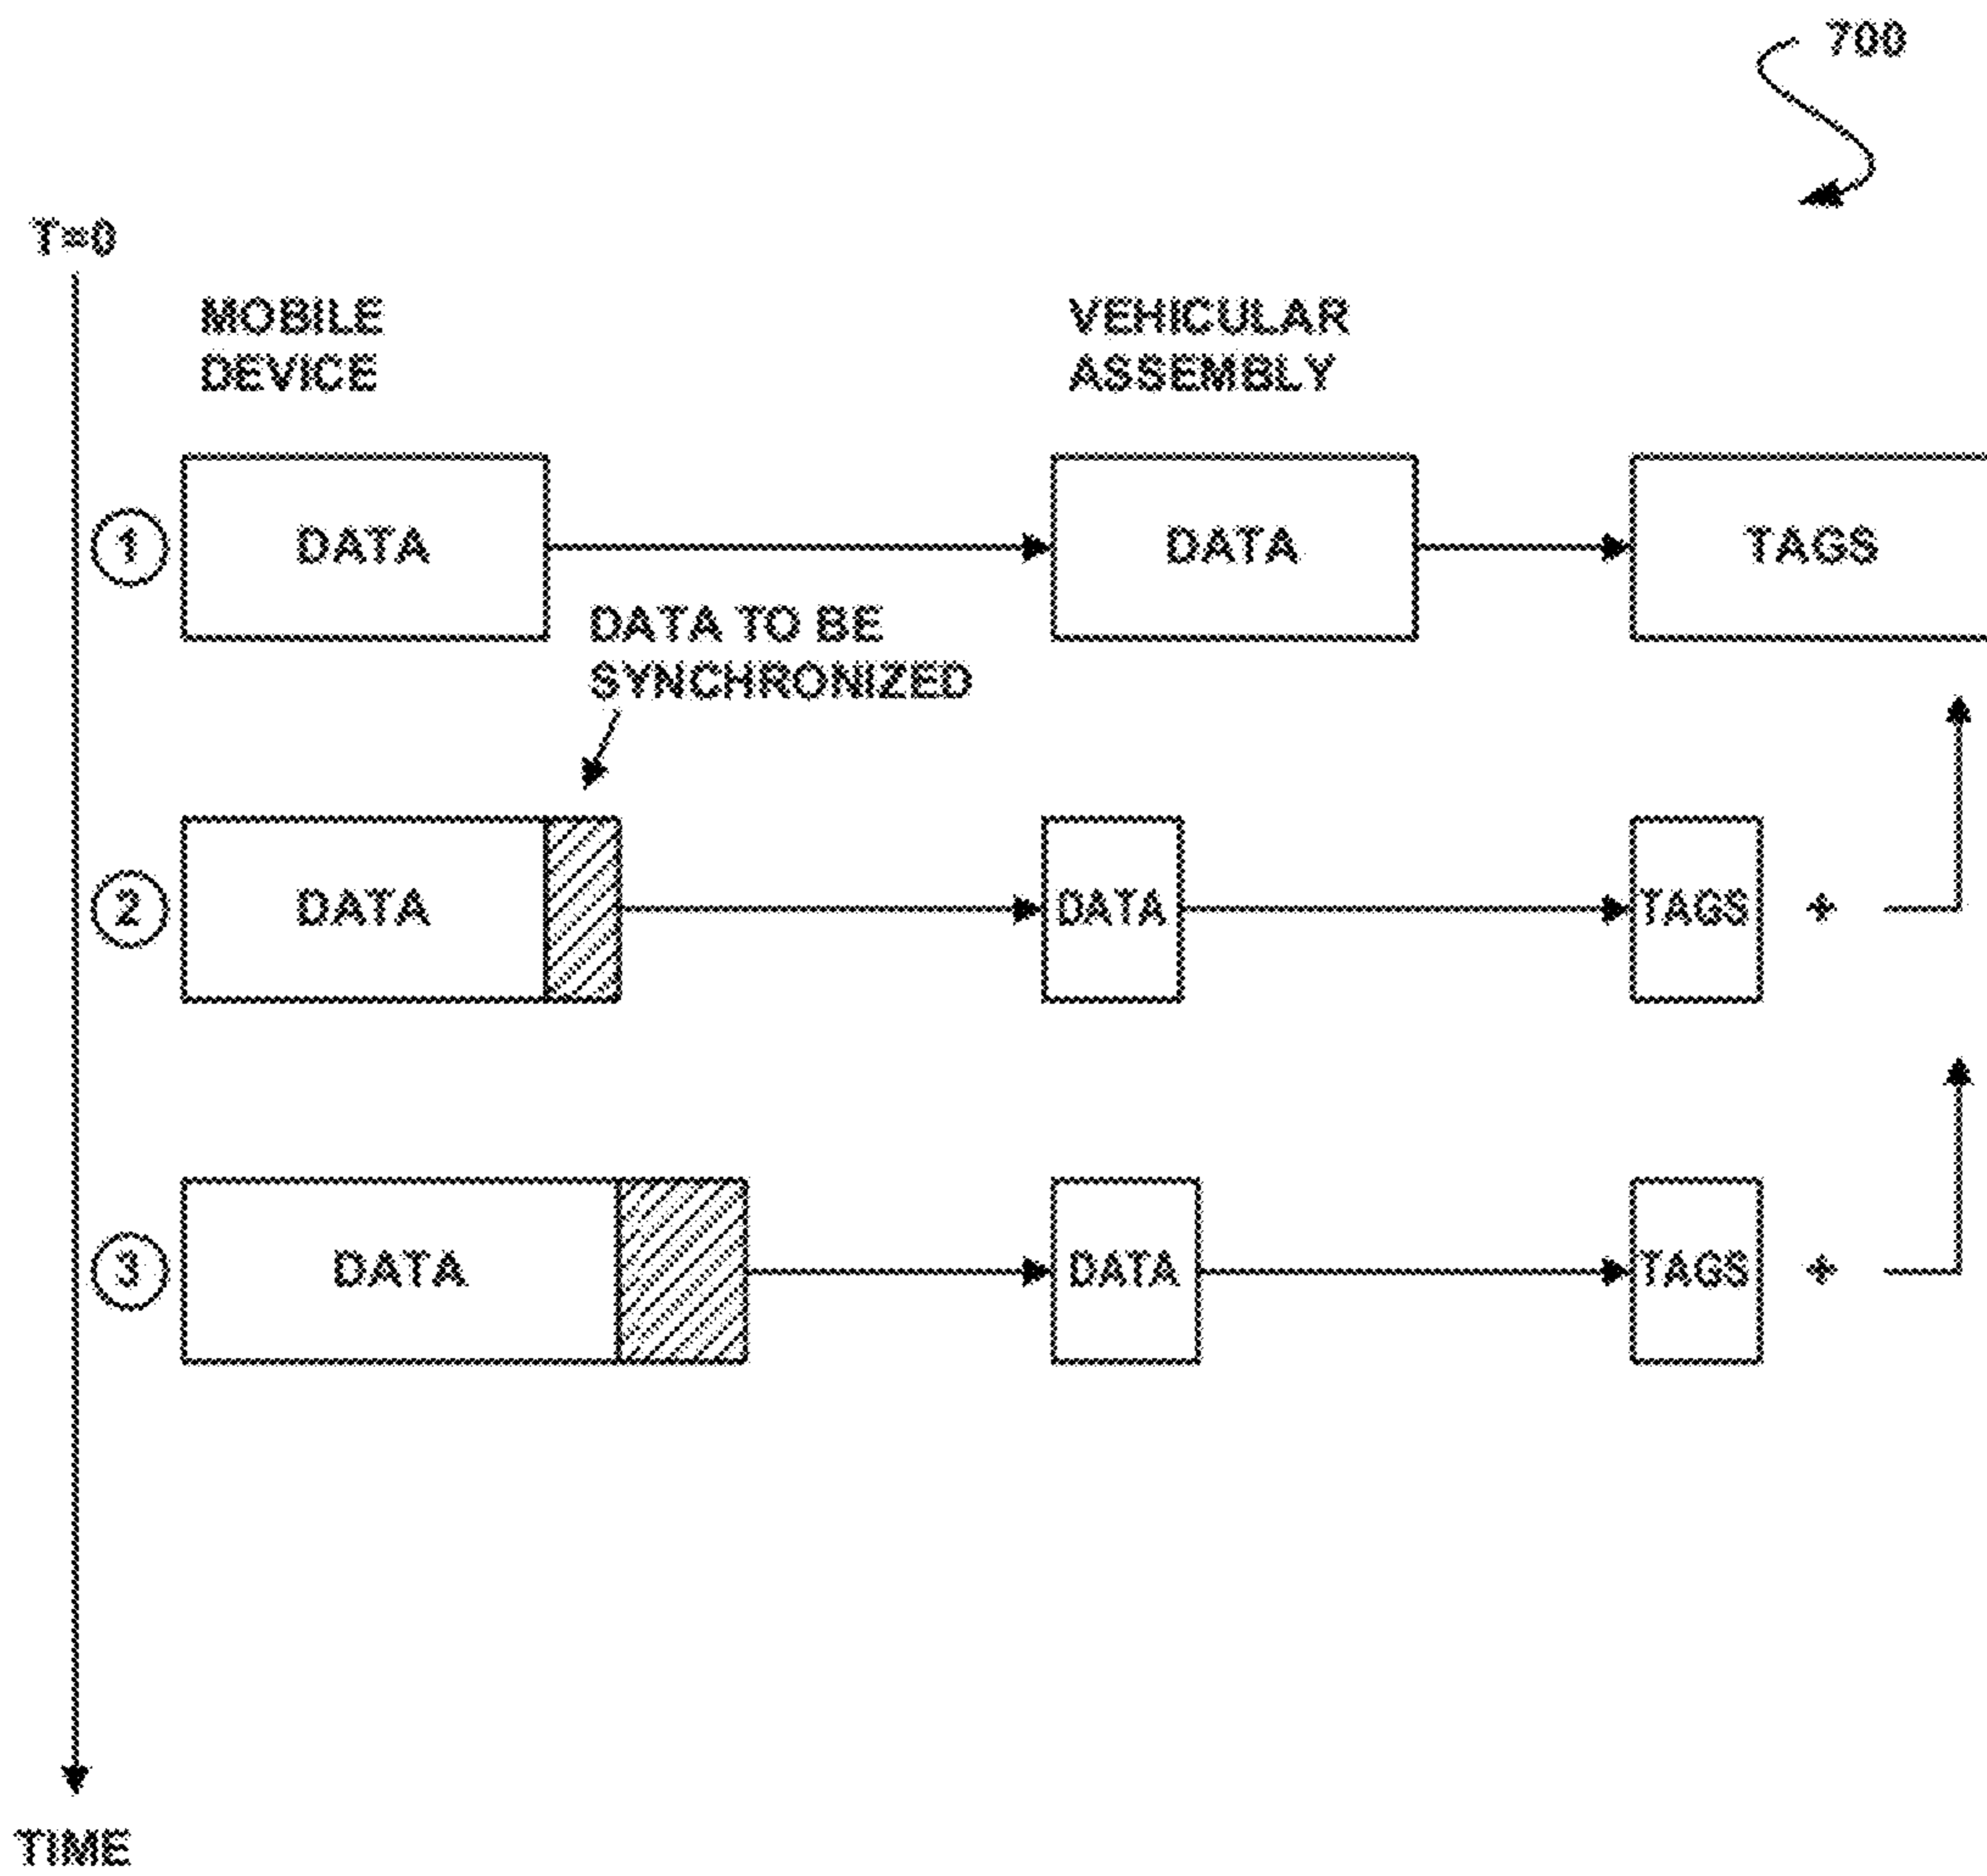 700
T=0
MOBILE
DEVICE
VEHICULAR
ASSEMBLY
1
DATA
DATA
TAGS
DATA TO BE
SYNCHRONIZED
2
DATA
DATA
TAGS
+
3
DATA
DATA
TAGS
+
TIME